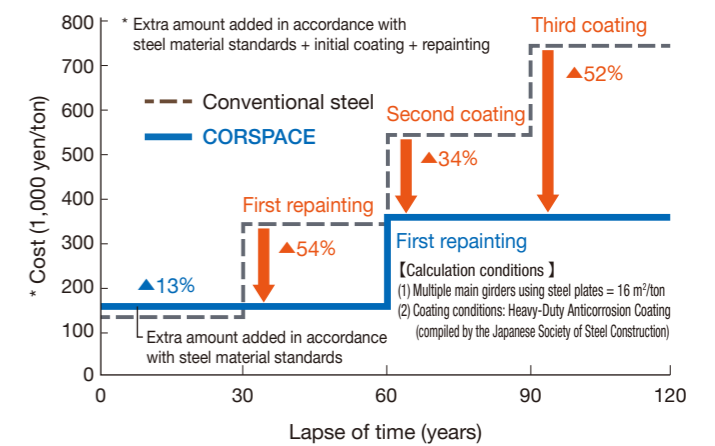 * Extra amount added in accordance with
steel material standards + initial coating + repainting
Third coating
▲52%
Conventional steel
CORSPACE
Second coating
▲34%
First repainting
▲54%
▲13%
First repainting
【Calculation conditions 】
(1) Multiple main girders using steel plates = 16 m²/ton
(2) Coating conditions: Heavy-Duty Anticorrosion Coating
(compiled by the Japanese Society of Steel Construction)
Extra amount added in accordance
with steel material standards
* Cost (1,000 yen/ton)
800
700
600
500
400
300
200
100
0
0 30 60 90 120
Lapse of time (years)